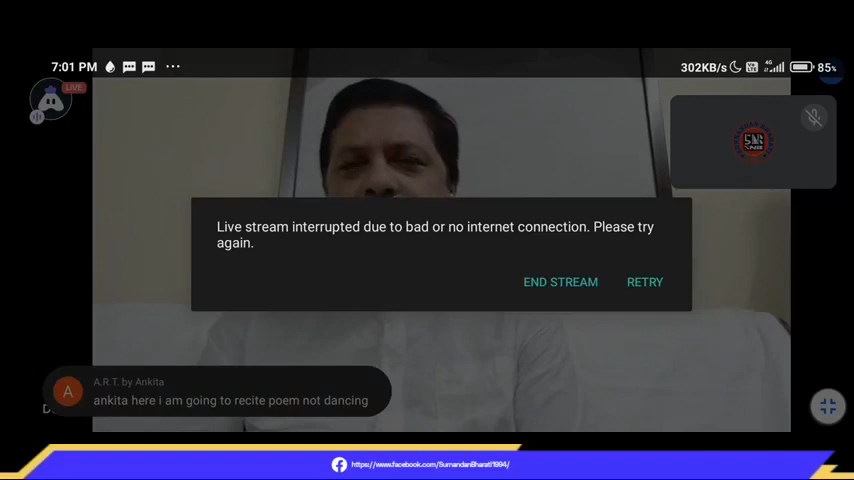 7:01 PM
302KB/s
4G
85%
LIVE
SNB
Live stream interrupted due to bad or no internet connection. Please try
again.
END STREAM
RETRY
A
A.R.T. by Ankita
ankita here i am going to recite poem not dancing
D
https://www.facebook.com/SumandanBharati1994/